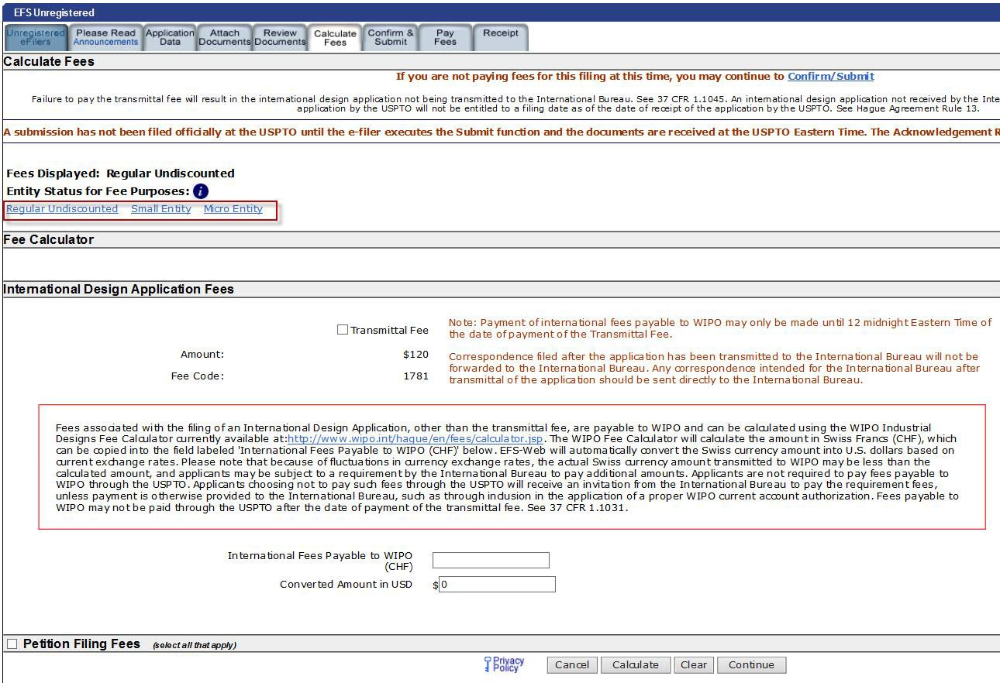 EFS Unregistered
Unregistered eFilers
Please Read Announcements
Application Data
Attach Documents
Review Documents
Calculate Fees
Confirm & Submit
Pay Fees
Receipt
Calculate Fees
If you are not paying fees for this filing at this time, you may continue to Confirm/Submit
Failure to pay the transmittal fee will result in the international design application not being transmitted to the International Bureau. See 37 CFR 1.1045. An international design application not received by the Inte
application by the USPTO will not be entitled to a filing date as of the date of receipt of the application by the USPTO. See Hague Agreement Rule 13.
A submission has not been filed officially at the USPTO until the e-filer executes the Submit function and the documents are received at the USPTO Eastern Time. The Acknowledgement R
Fees Displayed: Regular Undiscounted
Entity Status for Fee Purposes: i
Regular Undiscounted Small Entity Micro Entity
Fee Calculator
International Design Application Fees
Transmittal Fee
Amount: $120
Fee Code: 1781
Note: Payment of international fees payable to WIPO may only be made until 12 midnight Eastern Time of
the date of payment of the Transmittal Fee.
Correspondence filed after the application has been transmitted to the International Bureau will not be
forwarded to the International Bureau. Any correspondence intended for the International Bureau after
transmittal of the application should be sent directly to the International Bureau.
Fees associated with the filing of an International Design Application, other than the transmittal fee, are payable to WIPO and can be calculated using the WIPO Industrial
Designs Fee Calculator currently available at:http://www.wipo.int/hague/en/fees/calculator.jsp. The WIPO Fee Calculator will calculate the amount in Swiss Francs (CHF), which
can be copied into the field labeled 'International Fees Payable to WIPO (CHF)' below. EFS-Web will automatically convert the Swiss currency amount into U.S. dollars based on
current exchange rates. Please note that because of fluctuations in currency exchange rates, the actual Swiss currency amount transmitted to WIPO may be less than the
calculated amount, and applicants may be subject to a requirement by the International Bureau to pay additional amounts. Applicants are not required to pay fees payable to
WIPO through the USPTO. Applicants choosing not to pay such fees through the USPTO will receive an invitation from the International Bureau to pay the requirement fees,
unless payment is otherwise provided to the International Bureau, such as through inclusion in the application of a proper WIPO current account authorization. Fees payable to
WIPO may not be paid through the USPTO after the date of payment of the transmittal fee. See 37 CFR 1.1031.
International Fees Payable to WIPO
(CHF)
Converted Amount in USD $0
Petition Filing Fees (select all that apply)
Privacy Policy
Cancel Calculate Clear Continue